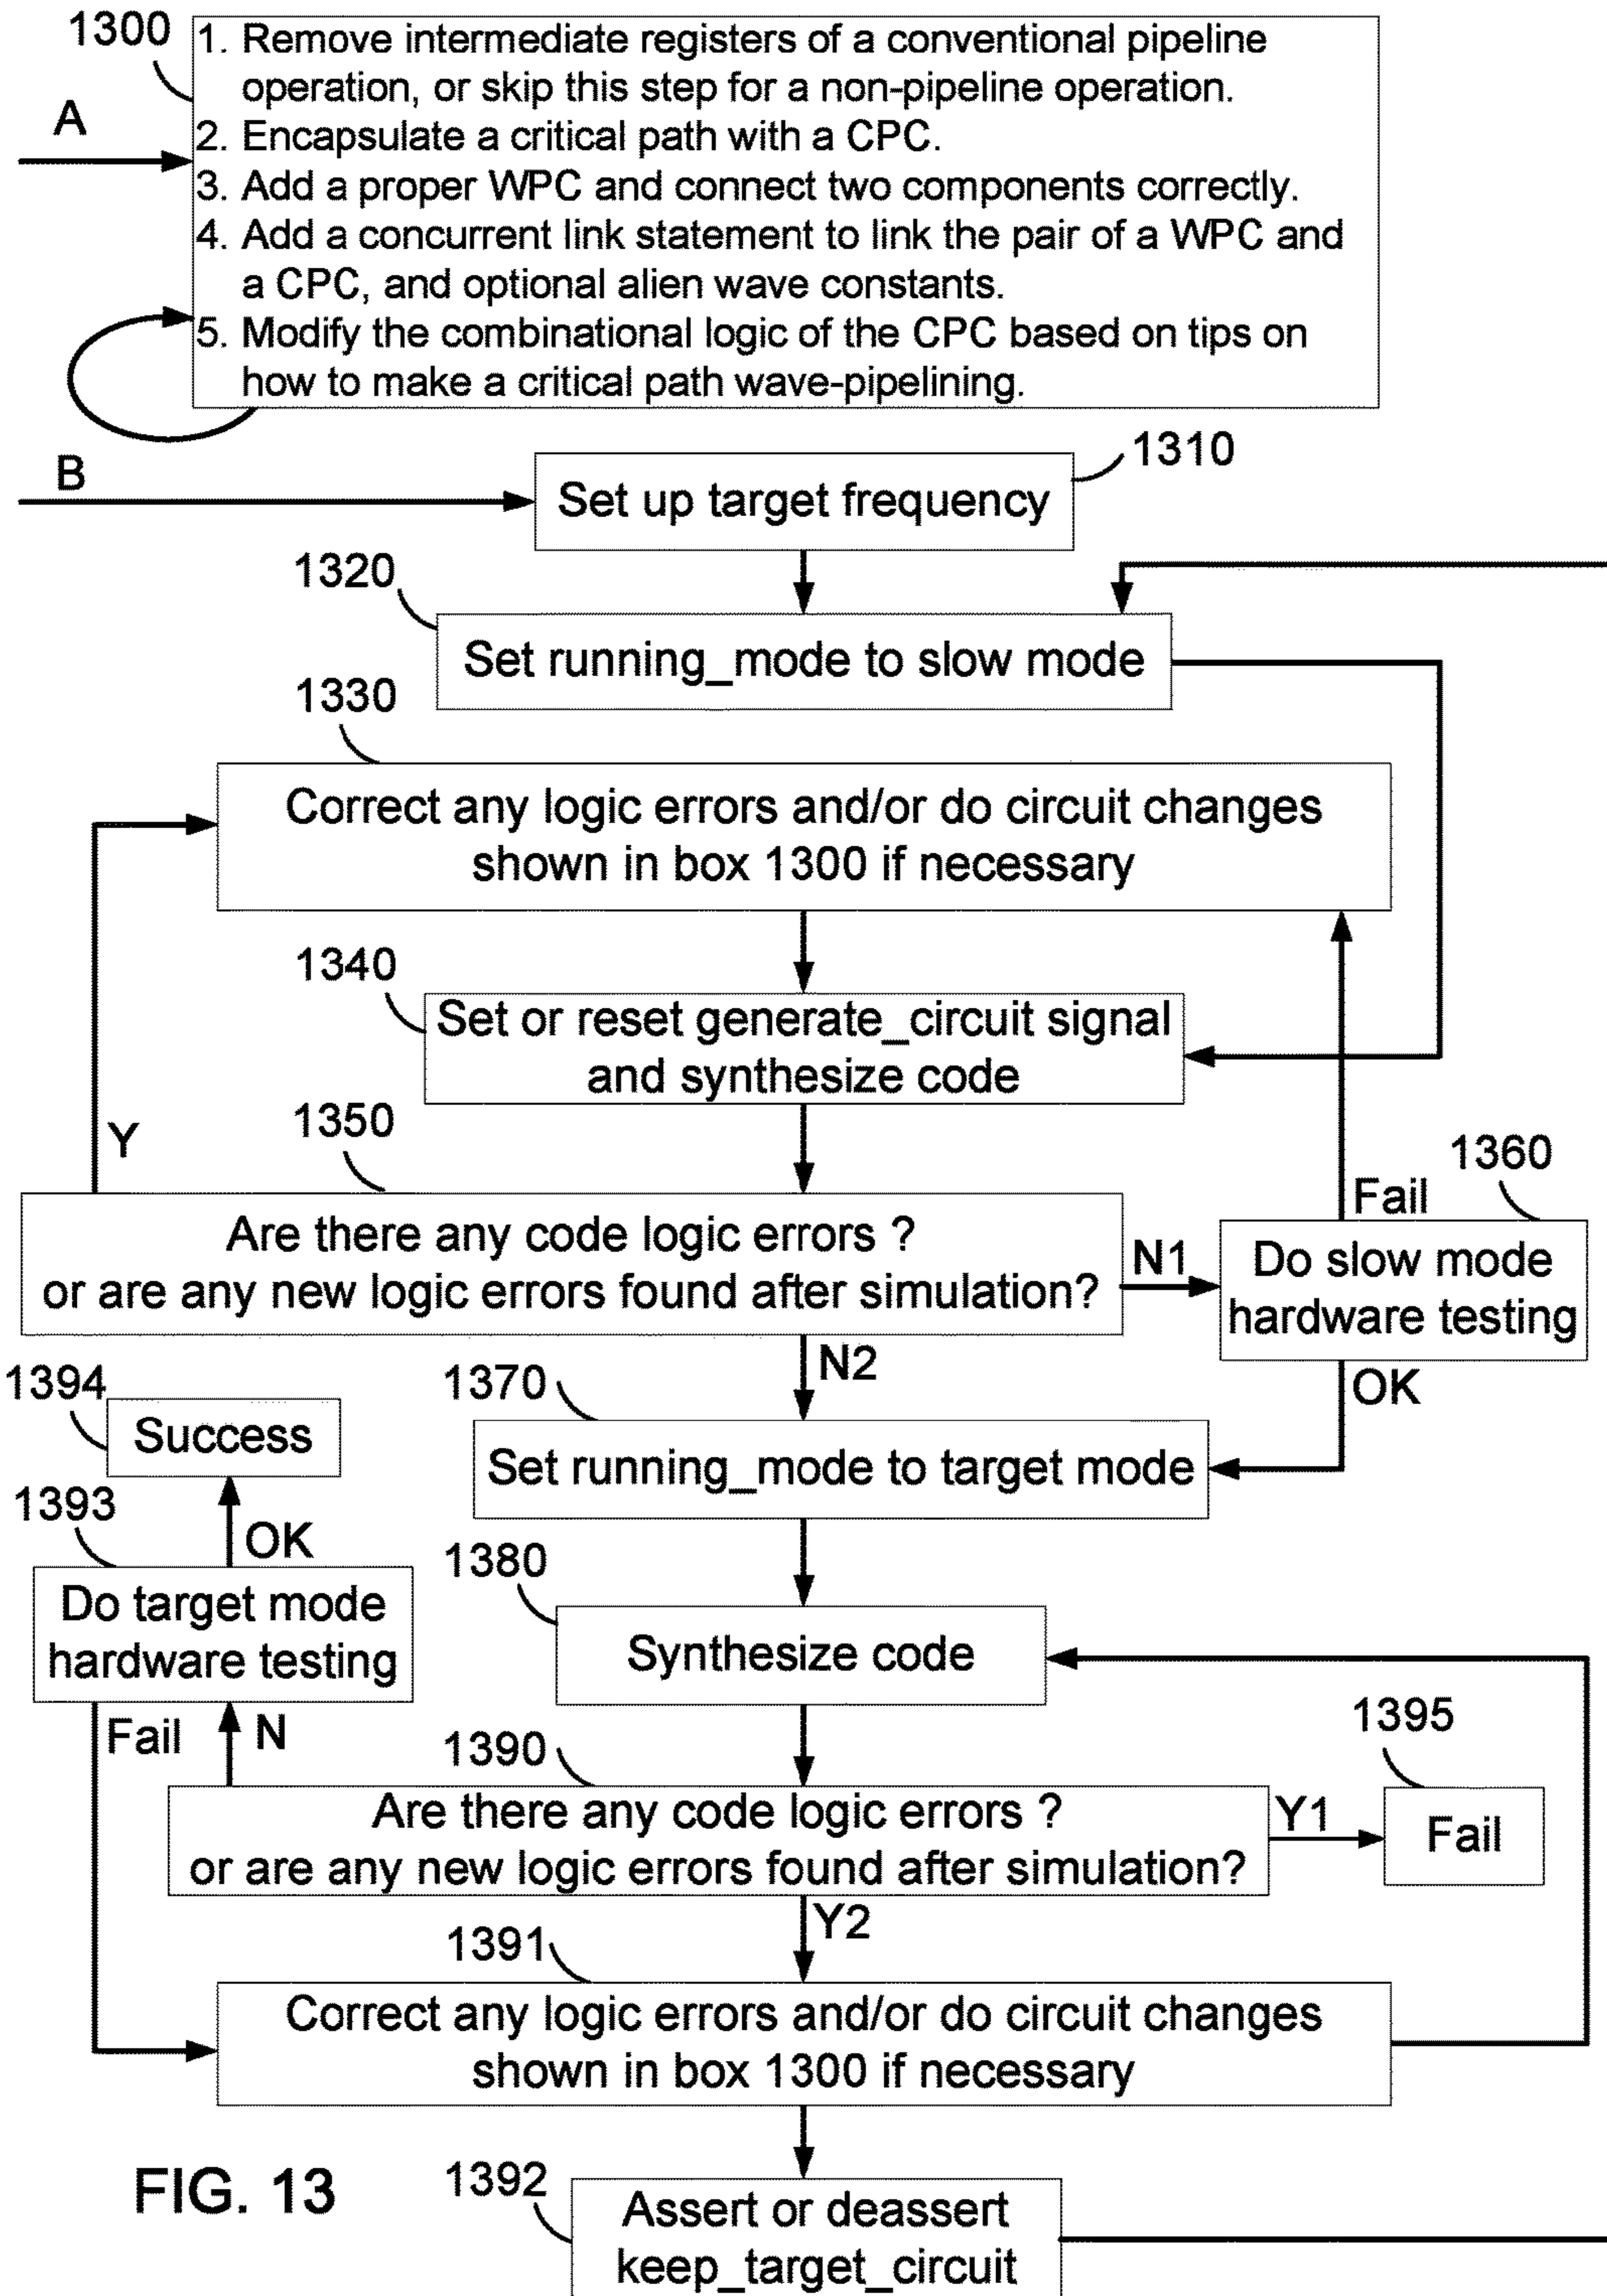 1300
1. Remove intermediate registers of a conventional pipeline
operation, or skip this step for a non-pipeline operation.
A
2. Encapsulate a critical path with a CPC.
3. Add a proper WPC and connect two components correctly.
4. Add a concurrent link statement to link the pair of a WPC and
a CPC, and optional alien wave constants.
5. Modify the combinational logic of the CPC based on tips on
how to make a critical path wave-pipelining.
1310
B
Set up target frequency
1320
Set running_mode to slow mode
1330
Correct any logic errors and/or do circuit changes
shown in box 1300 if necessary
1340
Set or reset generate_circuit signal
and synthesize code
1350
Y
1360
Fail
Are there any code logic errors ?
or are any new logic errors found after simulation?
N1
Do slow mode
hardware testing
N2
OK
1394
Success
1370
Set running_mode to target mode
1393
OK
Do target mode
hardware testing
1380
Synthesize code
Fail
N
1390
1395
Are there any code logic errors ?
or are any new logic errors found after simulation?
Y1
Fail
Y2
1391
Correct any logic errors and/or do circuit changes
shown in box 1300 if necessary
FIG. 13
1392
Assert or deassert
keep_target_circuit